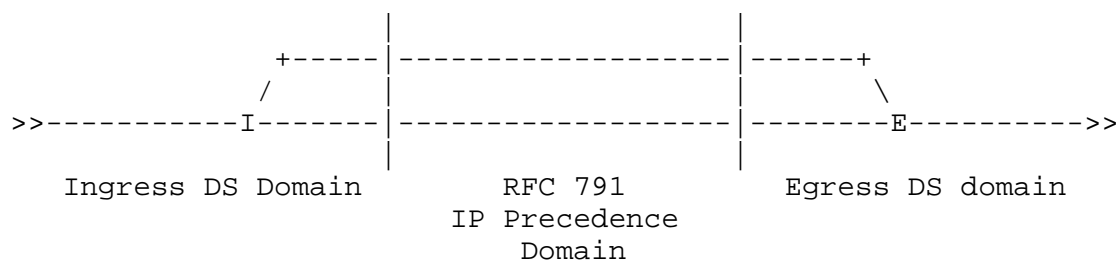 |                           |
                      +-----|---------------------------|------+
                     /        |                           |       \
>>-----------I-------|---------------------------|-------E---------->>
                              |                           |
Ingress DS Domain        RFC 791        Egress DS domain
IP Precedence
Domain